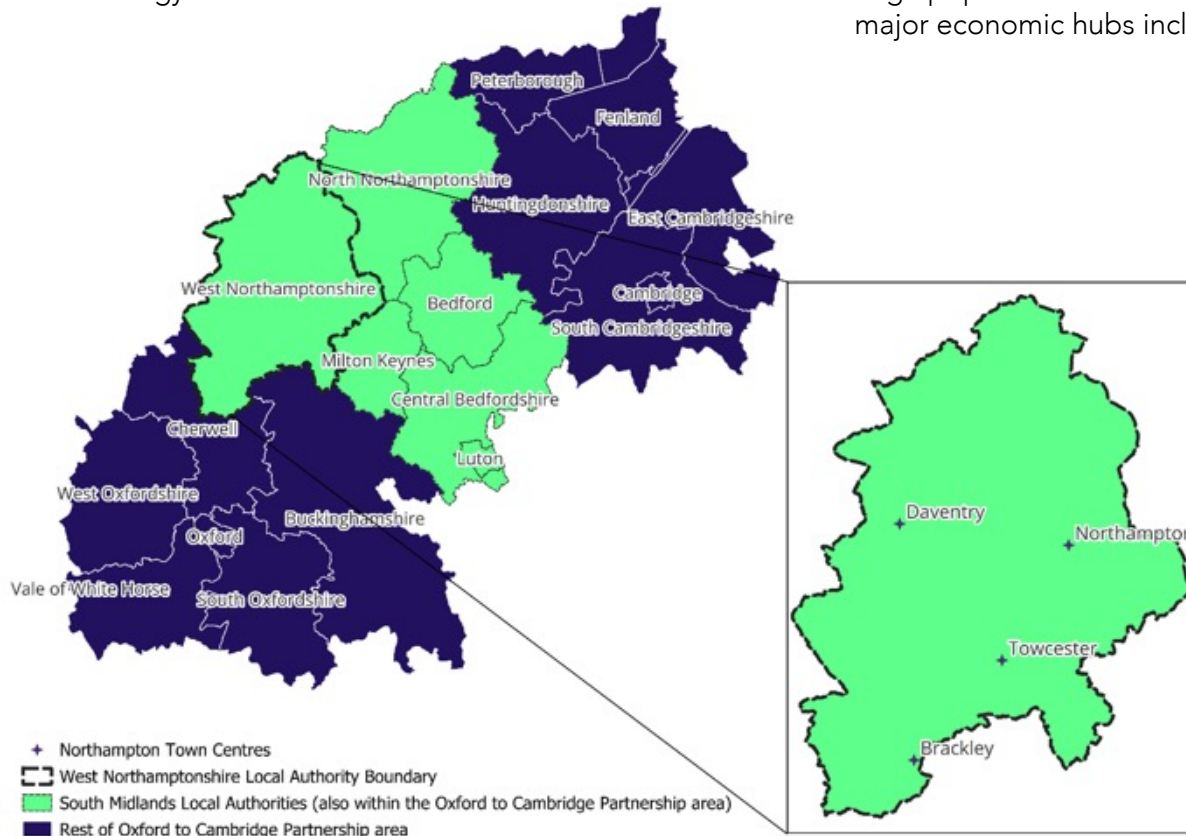 major economic hubs incl
Peterborough
Fenland
North Northamptonshire
Huntingdonshire
East Cambridgeshire
West Northamptonshire
Bedford
Cambridge
South Cambridgeshire
Milton Keynes
Central Bedfordshire
Cherwell
Luton
West Oxfordshire
Buckinghamshire
Oxford
Vale of White Horse
South Oxfordshire
Daventry
Northampton
Towcester
Brackley
Northampton Town Centres
West Northamptonshire Local Authority Boundary
South Midlands Local Authorities (also within the Oxford to Cambridge Partnership area)
Rest of Oxford to Cambridge Partnership area